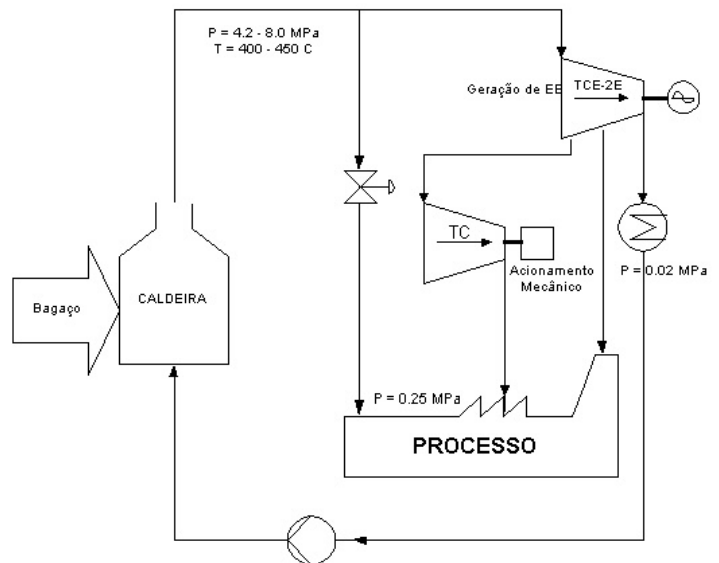 P = 4.2 - 8.0 MPa
T = 400 - 450 C
Geração de EE
TCE-2E
TC
Acionamento
Mecânico
P = 0.02 MPa
Bagaço
CALDEIRA
P = 0.25 MPa
PROCESSO